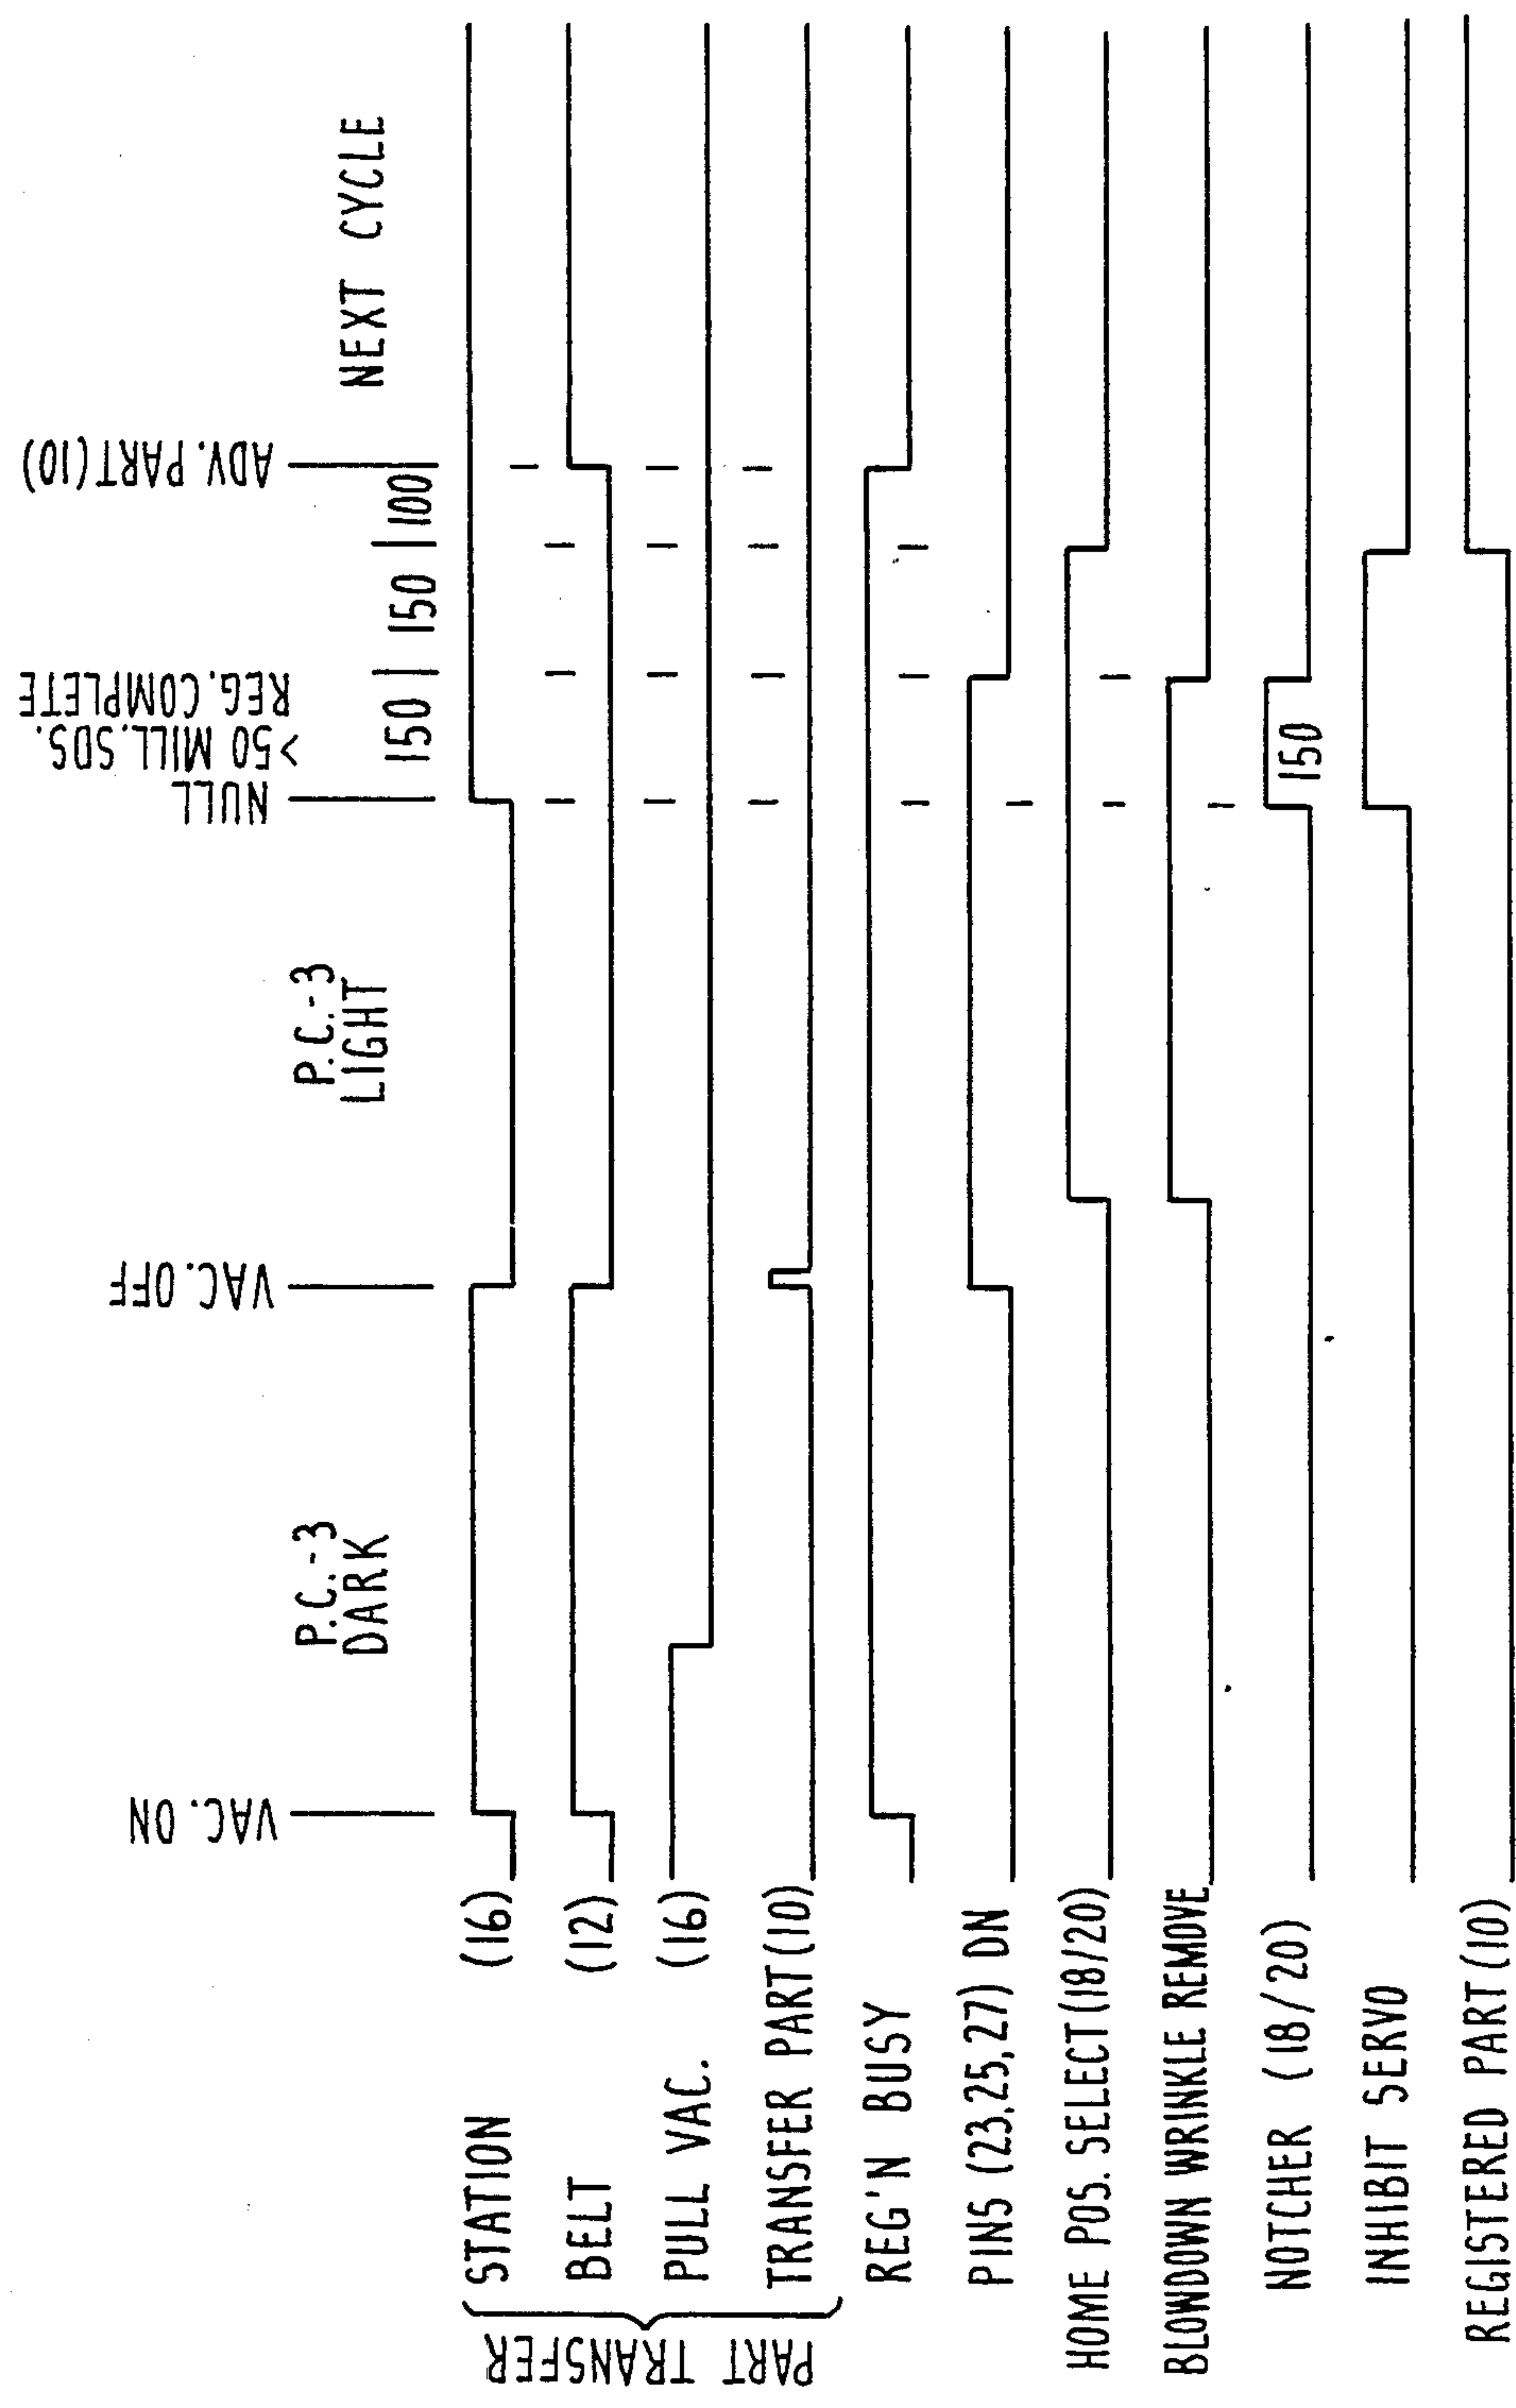 VAC. ON
VAC. OFF
NULL
>50 MILL. SDS.
REG. COMPLETE
ADV. PART (10)
P.C.-3
DARK
P.C.-3
LIGHT
NEXT CYCLE
150 150 100
PART TRANSFER
STATION (16)
BELT (12)
PULL VAC. (16)
TRANSFER PART (10)
REG'N BUSY
PINS (23,25,27) DN
HOME POS. SELECT (18/20)
BLOWDOWN WRINKLE REMOVE
NOTCHER (18/20)
150
INHIBIT SERVO
REGISTERED PART (10)